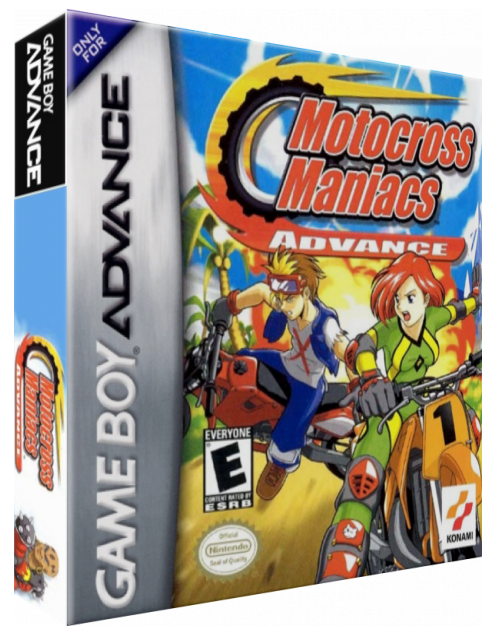 GAME BOY
ADVANCE
Motocross
Maniacs
ADVANCE
ONLY
FOR
GAME BOY ADVANCE
Motocross
Maniacs
ADVANCE
1
EVERYONE
E
CONTENT RATED BY
ESRB
Official
Nintendo
Seal of Quality
KONAMI